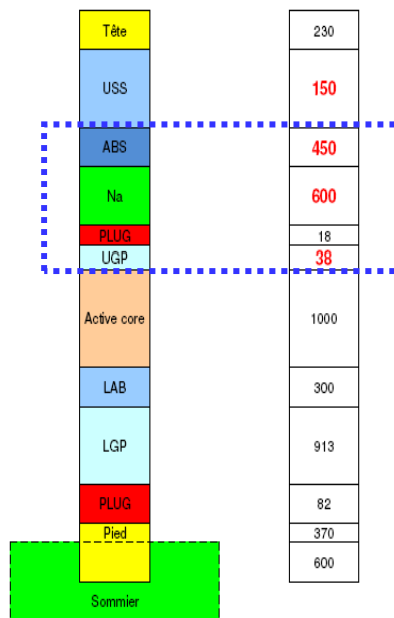 Tête 230
USS 150
ABS 450
Na 600
PLUG 18
UGP 38
Active core 1000
LAB 300
LGP 913
PLUG 82
Pied 370
600
Sommier